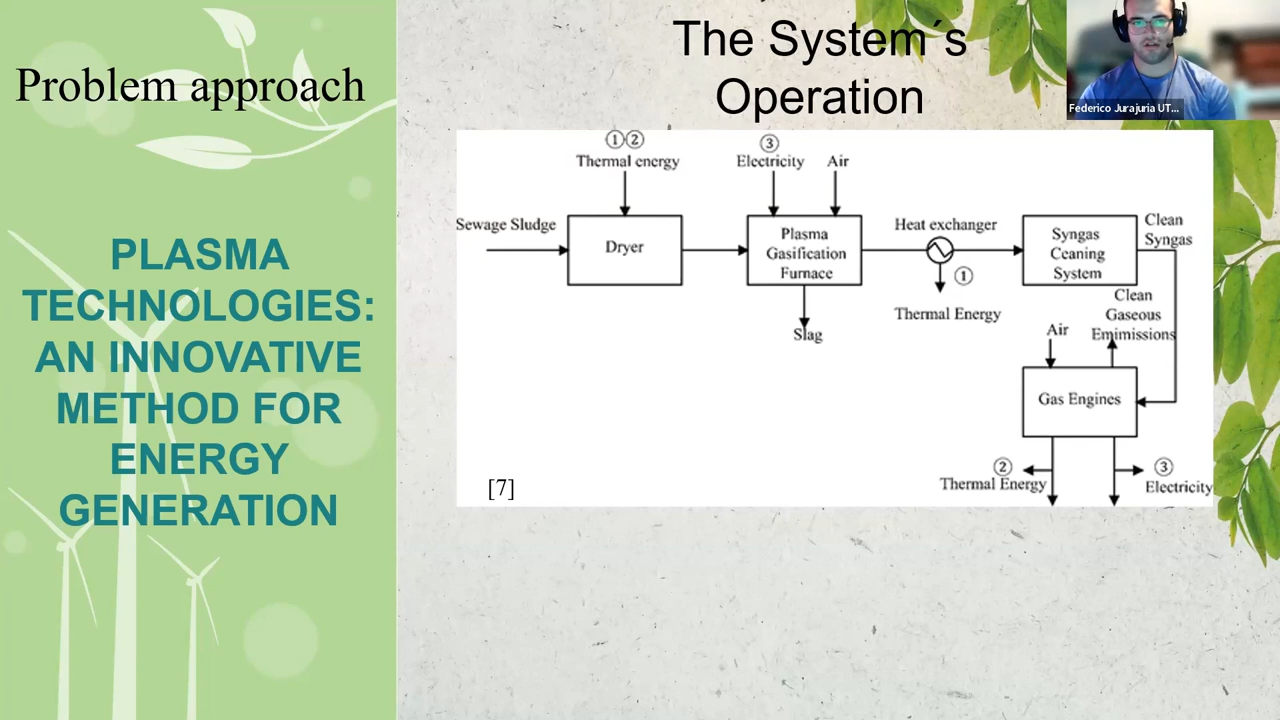 Problem approach
PLASMA
TECHNOLOGIES:
AN INNOVATIVE
METHOD FOR
ENERGY
GENERATION
The System´s
Operation
Federico Jurajuria UT...
①②
Thermal energy
③
Electricity
Air
Sewage Sludge
Dryer
Plasma
Gasification
Furnace
Slag
Heat exchanger
①
Thermal Energy
Syngas
Ceaning
System
Clean
Syngas
Clean
Gaseous
Emimissions
Air
Gas Engines
②
Thermal Energy
③
Electricity
[7]